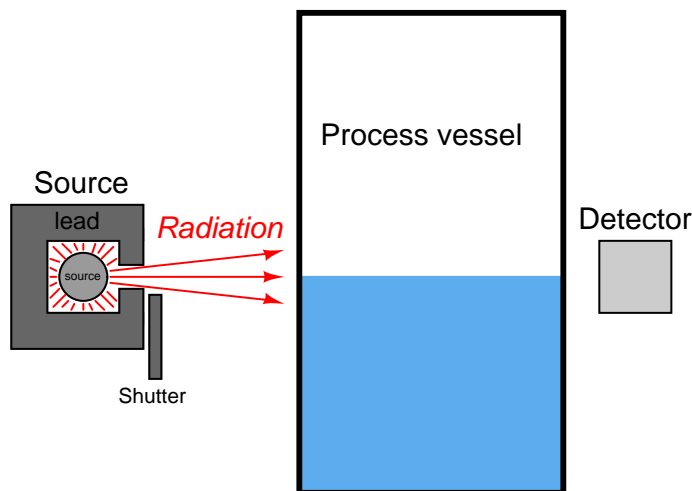 Process vessel
Source
lead
Radiation
Detector
source
Shutter